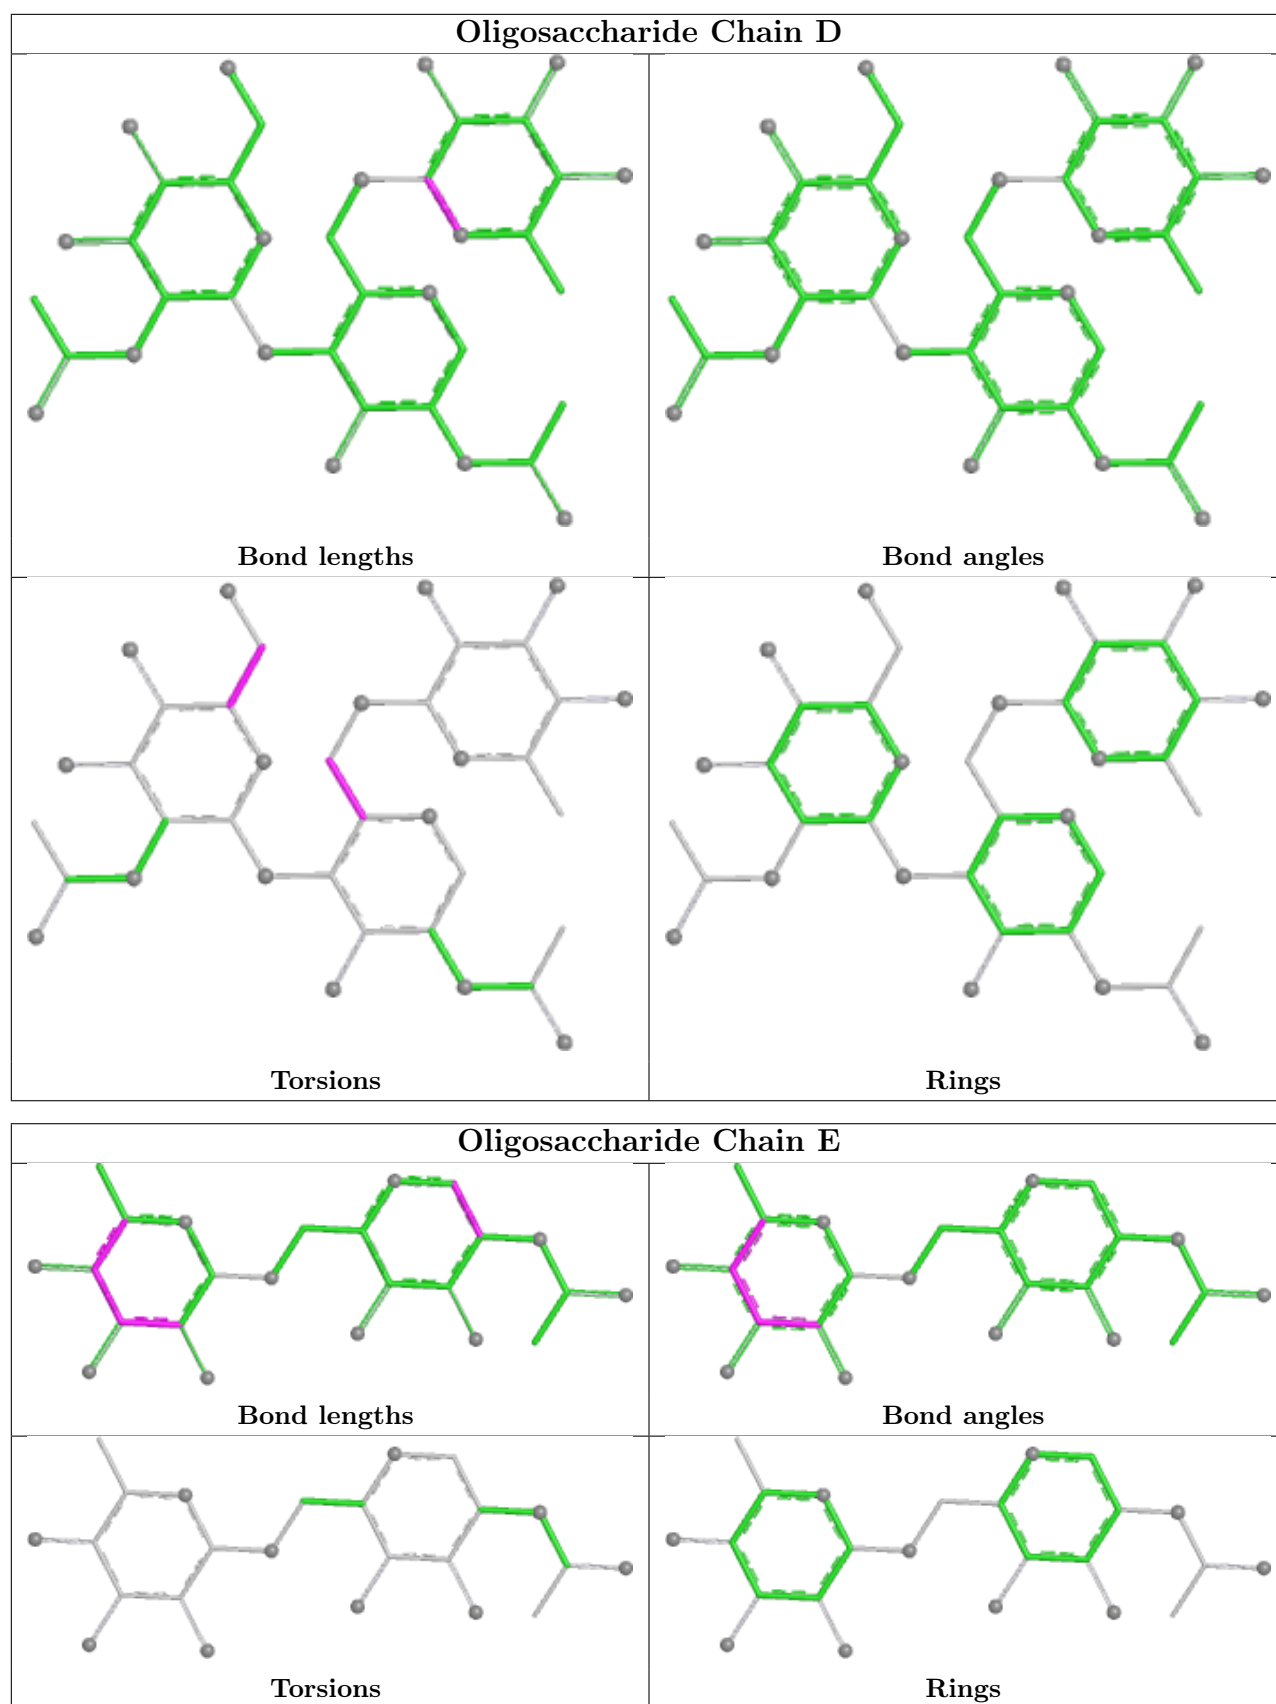 Oligosaccharide Chain D
Bond lengths
Bond angles
Torsions
Rings
Oligosaccharide Chain E
Bond lengths
Bond angles
Torsions
Rings